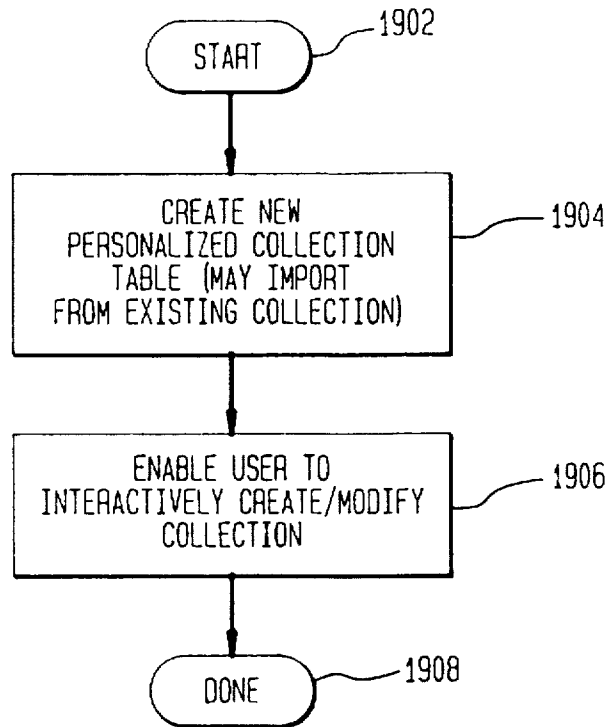 START
1902
CREATE NEW
PERSONALIZED COLLECTION
TABLE (MAY IMPORT
FROM EXISTING COLLECTION)
1904
ENABLE USER TO
INTERACTIVELY CREATE/MODIFY
COLLECTION
1906
DONE
1908